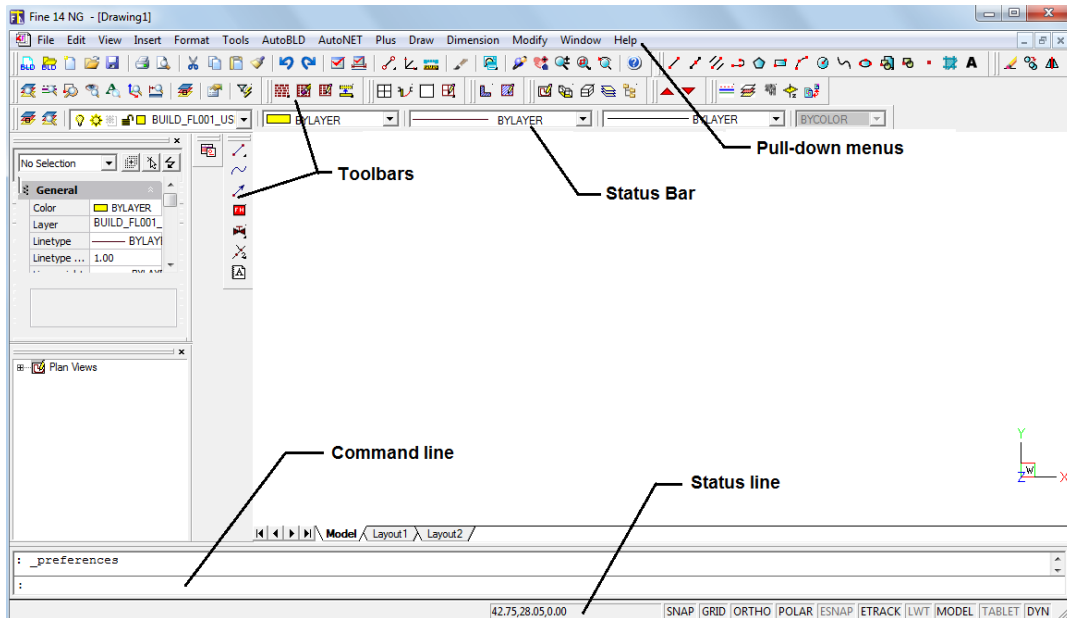 Fine 14 NG - [Drawing1]
File Edit View Insert Format Tools AutoBLD AutoNET Plus Draw Dimension Modify Window Help
BLD BLD
A
BUILD_FL001_US BYLAYER BYLAYER BYLAYER BYCOLOR
Pull-down menus
No Selection
Toolbars
Status Bar
General
Color BYLAYER
Layer BUILD_FL001_
Linetype BYLAYI
Linetype ... 1.00
FH
A
Plan Views
Command line
Status line
Y
W
Z X
Model Layout1 Layout2
: _preferences
:
42.75,28.05,0.00 SNAP GRID ORTHO POLAR ESNAP ETRACK LWT MODEL TABLET DYN